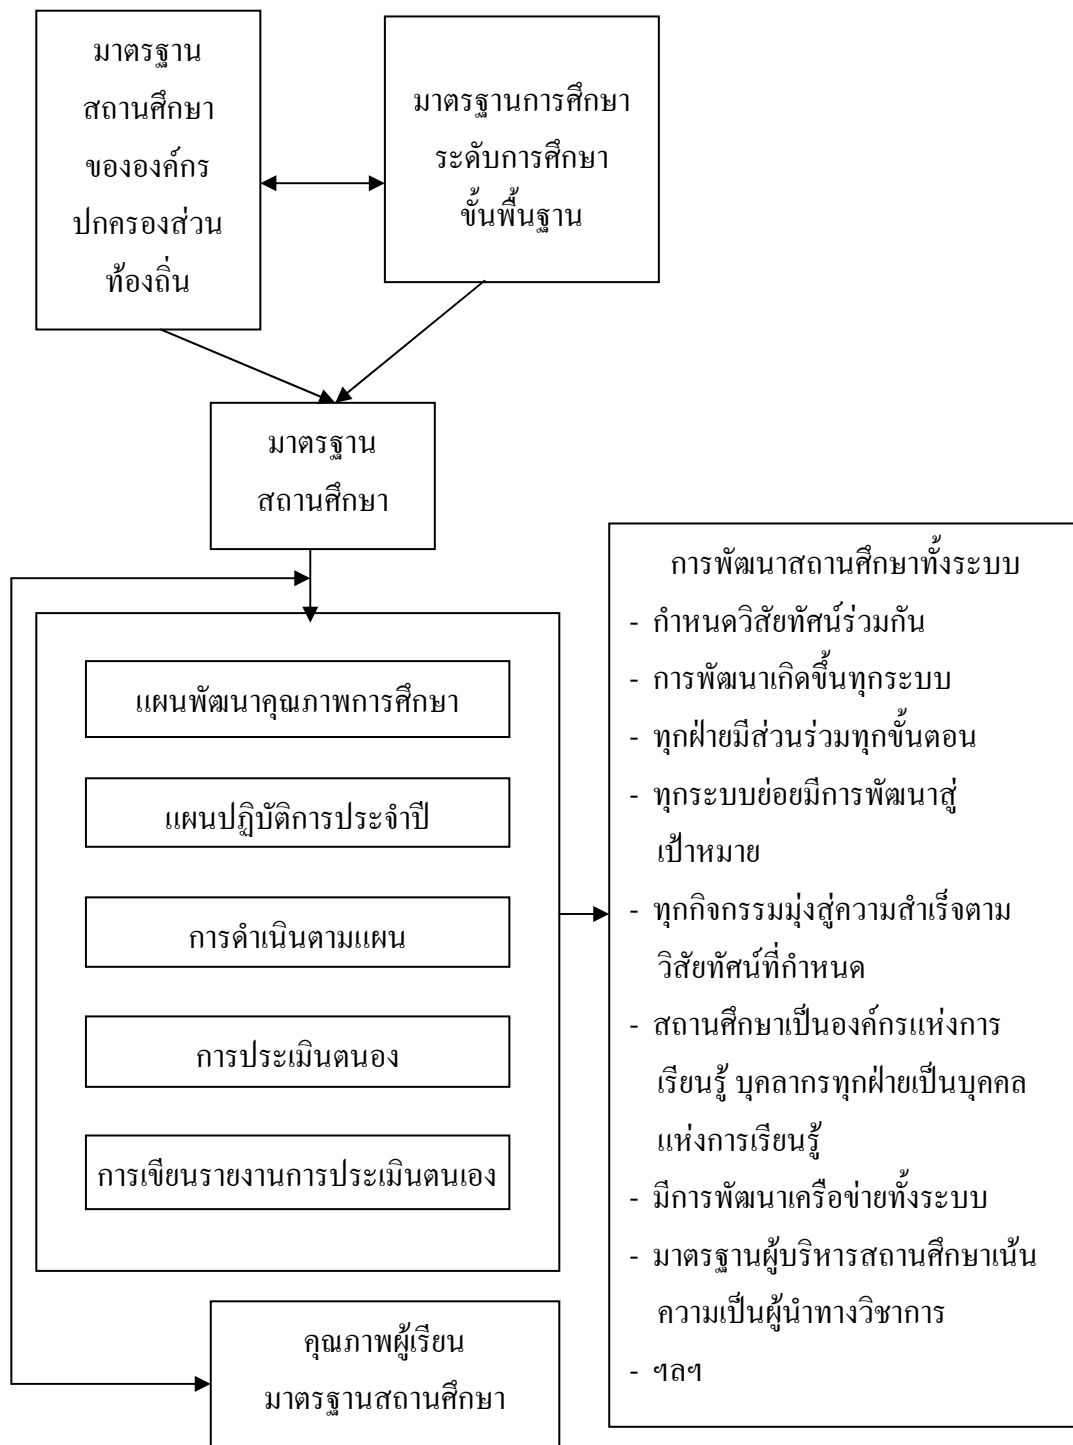 มาตรฐาน
สถานศึกษา
ขององค์กร
ปกครองส่วน
ท้องถิ่น
มาตรฐานการศึกษา
ระดับการศึกษา
ขั้นพื้นฐาน
มาตรฐาน
สถานศึกษา
แผนพัฒนาคุณภาพการศึกษา
แผนปฏิบัติการประจำปี
การดำเนินตามแผน
การประเมินตนอง
การเขียนรายงานการประเมินตนเอง
คุณภาพผู้เรียน
มาตรฐานสถานศึกษา
การพัฒนาสถานศึกษาทั้งระบบ
- กำหนดวิสัยทัศน์ร่วมกัน
- การพัฒนาเกิดขึ้นทุกระบบ
- ทุกฝ่ายมีส่วนร่วมทุกขั้นตอน
- ทุกระบบย่อยมีการพัฒนาสู่
เป้าหมาย
- ทุกกิจกรรมมุ่งสู่ความสำเร็จตาม
วิสัยทัศน์ที่กำหนด
- สถานศึกษาเป็นองค์กรแห่งการ
เรียนรู้ บุคลากรทุกฝ่ายเป็นบุคคล
แห่งการเรียนรู้
- มีการพัฒนาเครือข่ายทั้งระบบ
- มาตรฐานผู้บริหารสถานศึกษาเน้น
ความเป็นผู้นำทางวิชาการ
- ฯลฯ